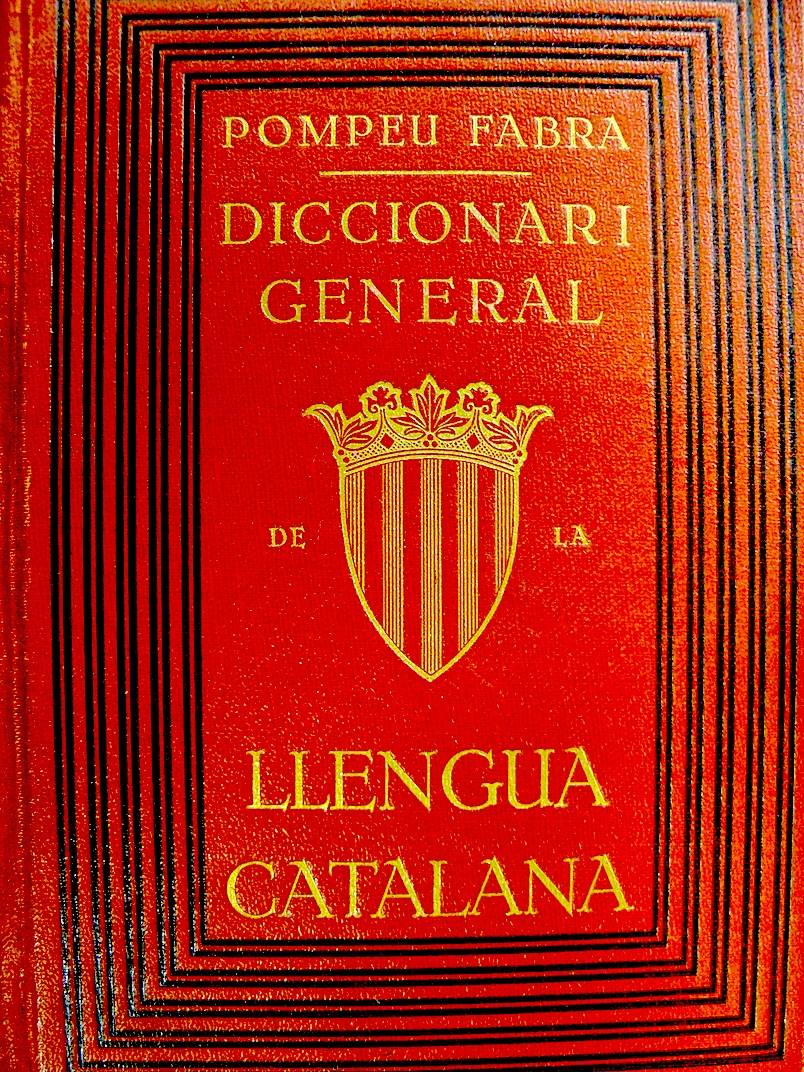 POMPEU FABRA
DICCIONARI
GENERAL
DE LA
LLENGUA
CATALANA